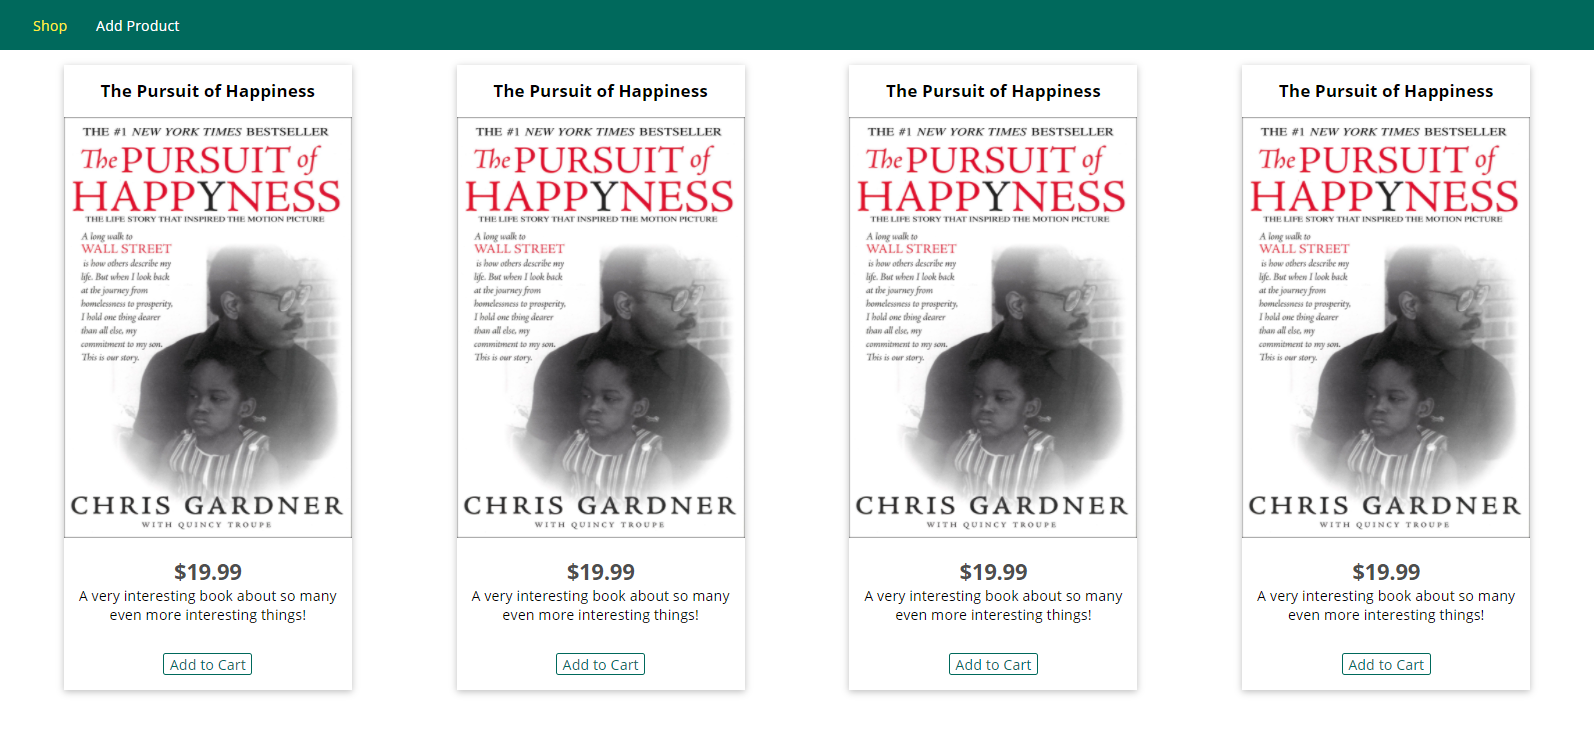 Shop Add Product
The Pursuit of Happiness
THE #1 NEW YORK TIMES BESTSELLER
The PURSUIT of
HAPPYNESS
THE LIFE STORY THAT INSPIRED THE MOTION PICTURE
A long walk to
WALL STREET
is how others describe my
life. But when I look back
at the journey from
homelessness to prosperity,
I hold one thing dearer
than all else, my
commitment to my son.
This is our story.
CHRIS GARDNER
WITH QUINCY TROUPE
$19.99
A very interesting book about so many
even more interesting things!
Add to Cart
The Pursuit of Happiness
THE #1 NEW YORK TIMES BESTSELLER
The PURSUIT of
HAPPYNESS
THE LIFE STORY THAT INSPIRED THE MOTION PICTURE
A long walk to
WALL STREET
is how others describe my
life. But when I look back
at the journey from
homelessness to prosperity,
I hold one thing dearer
than all else, my
commitment to my son.
This is our story.
CHRIS GARDNER
WITH QUINCY TROUPE
$19.99
A very interesting book about so many
even more interesting things!
Add to Cart
The Pursuit of Happiness
THE #1 NEW YORK TIMES BESTSELLER
The PURSUIT of
HAPPYNESS
THE LIFE STORY THAT INSPIRED THE MOTION PICTURE
A long walk to
WALL STREET
is how others describe my
life. But when I look back
at the journey from
homelessness to prosperity,
I hold one thing dearer
than all else, my
commitment to my son.
This is our story.
CHRIS GARDNER
WITH QUINCY TROUPE
$19.99
A very interesting book about so many
even more interesting things!
Add to Cart
The Pursuit of Happiness
THE #1 NEW YORK TIMES BESTSELLER
The PURSUIT of
HAPPYNESS
THE LIFE STORY THAT INSPIRED THE MOTION PICTURE
A long walk to
WALL STREET
is how others describe my
life. But when I look back
at the journey from
homelessness to prosperity,
I hold one thing dearer
than all else, my
commitment to my son.
This is our story.
CHRIS GARDNER
WITH QUINCY TROUPE
$19.99
A very interesting book about so many
even more interesting things!
Add to Cart